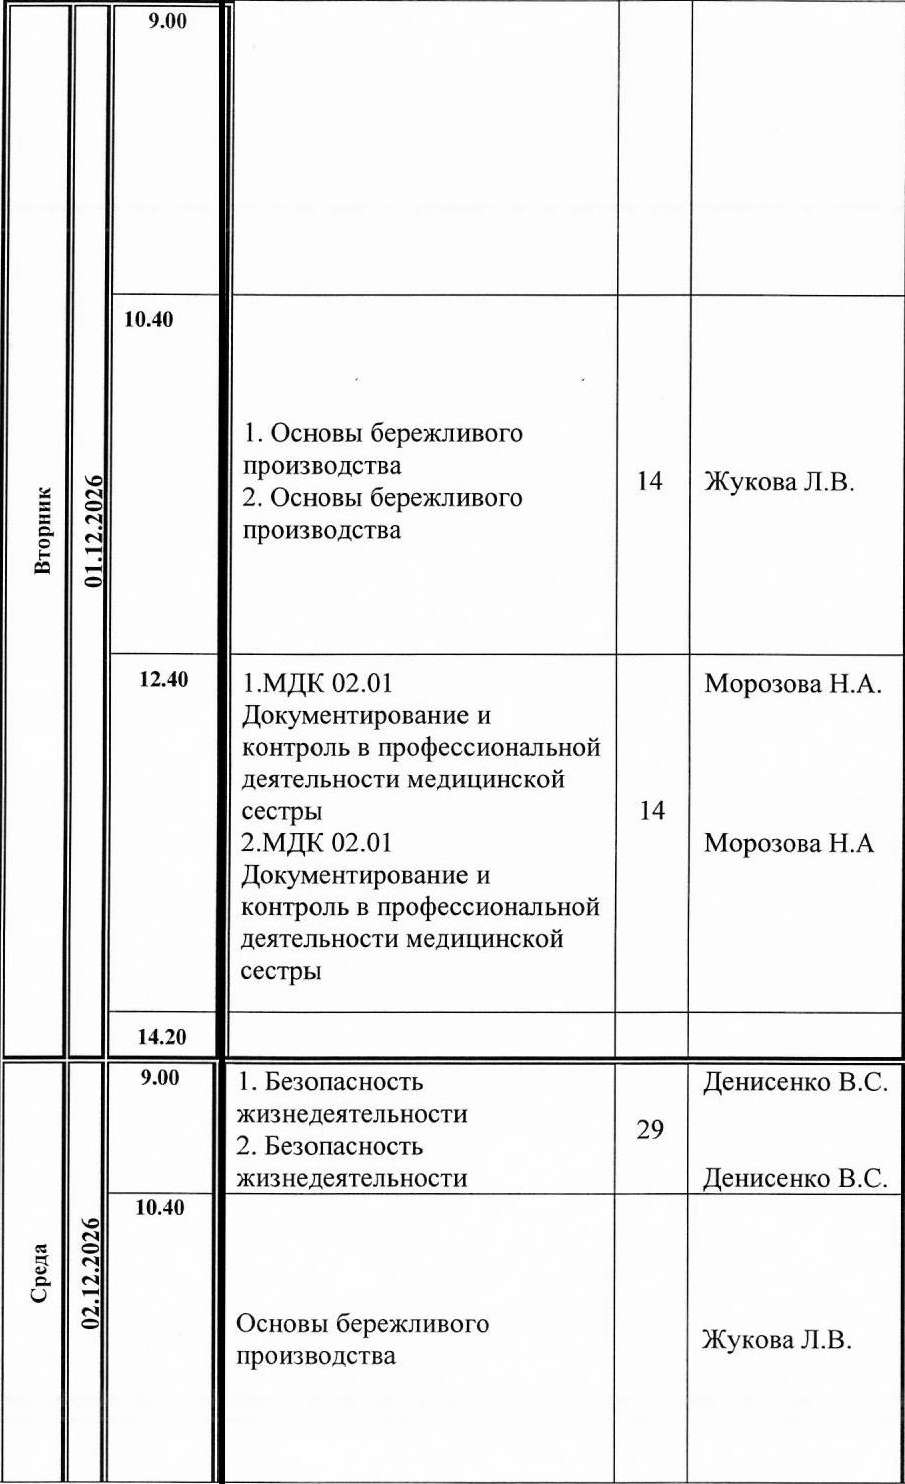 Вторник
01.12.2026
9.00
10.40
1. Основы бережливого
производства
2. Основы бережливого
производства
14
Жукова Л.В.
12.40
1.МДК 02.01
Документирование и
контроль в профессиональной
деятельности медицинской
сестры
2.МДК 02.01
Документирование и
контроль в профессиональной
деятельности медицинской
сестры
14
Морозова Н.А.
Морозова Н.А
14.20
Среда
02.12.2026
9.00
1. Безопасность
жизнедеятельности
2. Безопасность
жизнедеятельности
29
Денисенко В.С.
Денисенко В.С.
10.40
Основы бережливого
производства
Жукова Л.В.